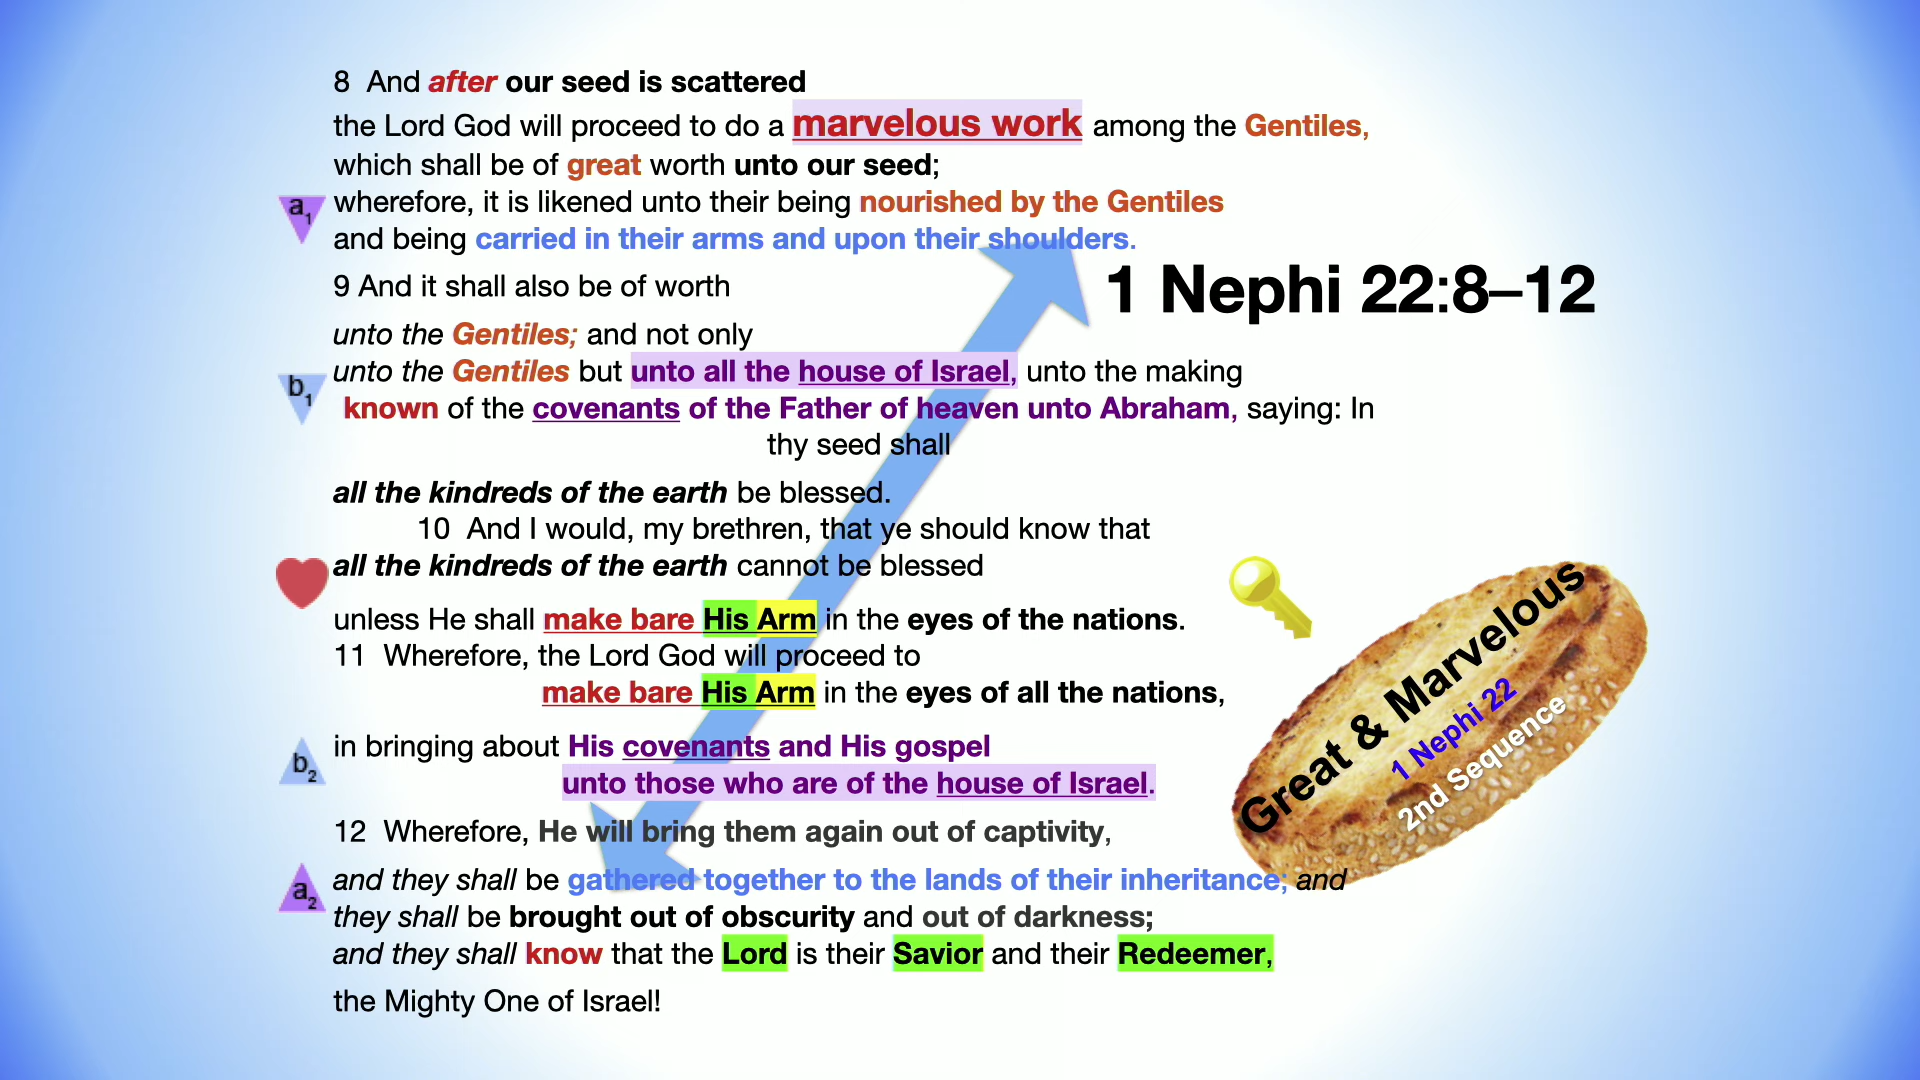 8 And after our seed is scattered
the Lord God will proceed to do a marvelous work among the Gentiles,
which shall be of great worth unto our seed;
a1 wherefore, it is likened unto their being nourished by the Gentiles
and being carried in their arms and upon their shoulders.
1 Nephi 22:8–12
9 And it shall also be of worth
unto the Gentiles; and not only
b1 unto the Gentiles but unto all the house of Israel, unto the making
known of the covenants of the Father of heaven unto Abraham, saying: In
thy seed shall
all the kindreds of the earth be blessed.
10 And I would, my brethren, that ye should know that
all the kindreds of the earth cannot be blessed
unless He shall make bare His Arm in the eyes of the nations.
11 Wherefore, the Lord God will proceed to
make bare His Arm in the eyes of all the nations,
b2 in bringing about His covenants and His gospel
unto those who are of the house of Israel.
12 Wherefore, He will bring them again out of captivity,
a2 and they shall be gathered together to the lands of their inheritance; and
they shall be brought out of obscurity and out of darkness;
and they shall know that the Lord is their Savior and their Redeemer,
the Mighty One of Israel!
Great & Marvelous
1 Nephi 22
2nd Sequence